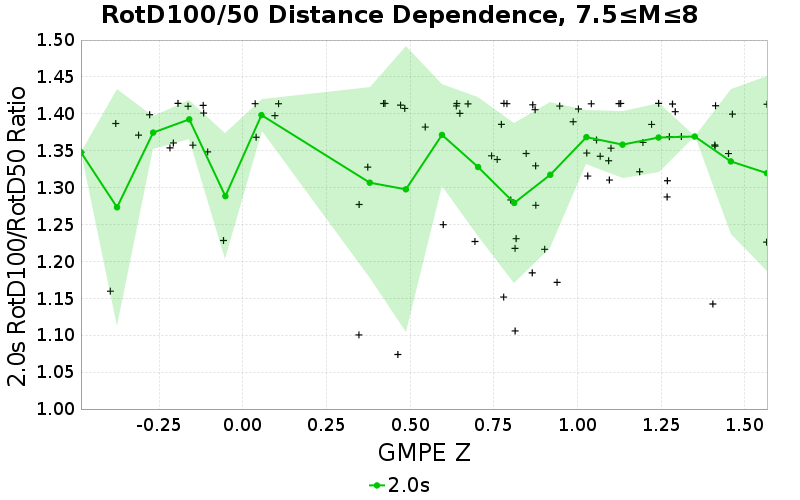 RotD100/50 Distance Dependence, 7.5≤M≤8
2.0s RotD100/RotD50 Ratio
1.50
1.45
1.40
1.35
1.30
1.25
1.20
1.15
1.10
1.05
1.00
-0.25 0.00 0.25 0.50 0.75 1.00 1.25 1.50
GMPE Z
2.0s